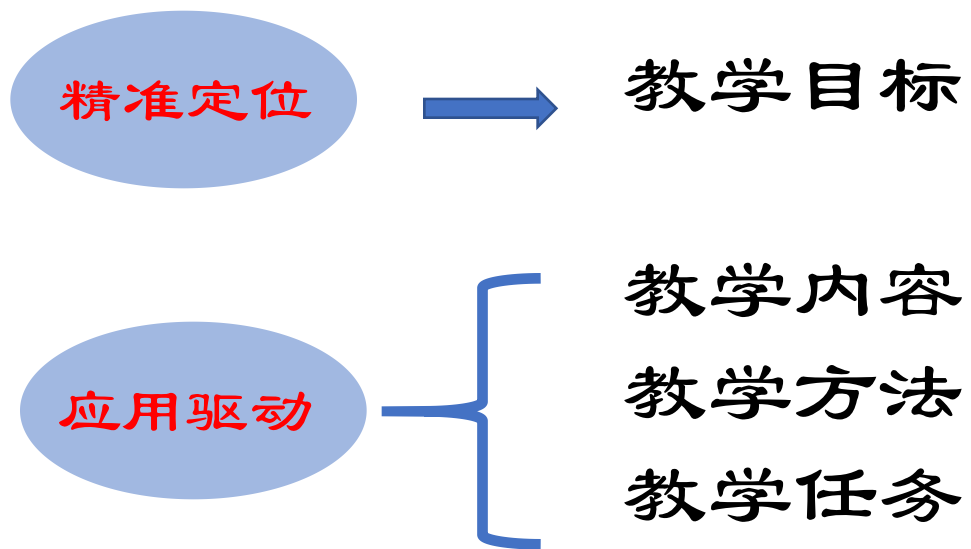 精准定位
教学目标
应用驱动
教学内容
教学方法
教学任务